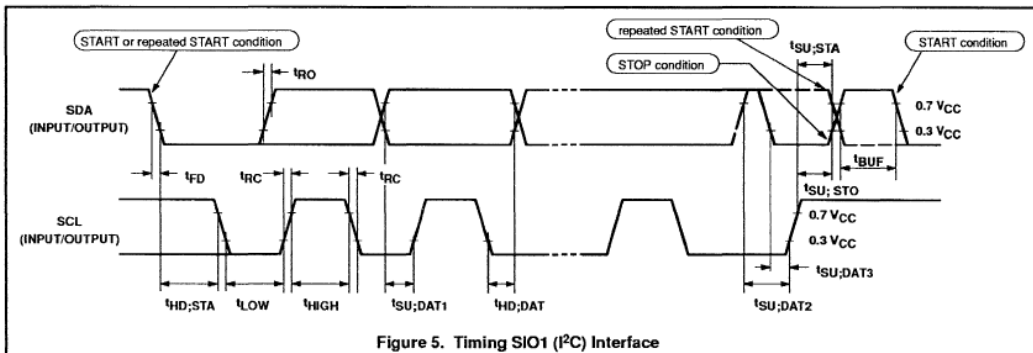 START or repeated START condition
repeated START condition
tSU;STA
START condition
STOP condition
tRO
SDA
(INPUT/OUTPUT)
0.7 VCC
0.3 VCC
tFD
tRC
tRC
tBUF
tSU; STO
SCL
(INPUT/OUTPUT)
0.7 VCC
0.3 VCC
tSU;DAT3
tHD;STA
tLOW
tHIGH
tSU;DAT1
tHD;DAT
tSU;DAT2
Figure 5. Timing SIO1 (I²C) Interface